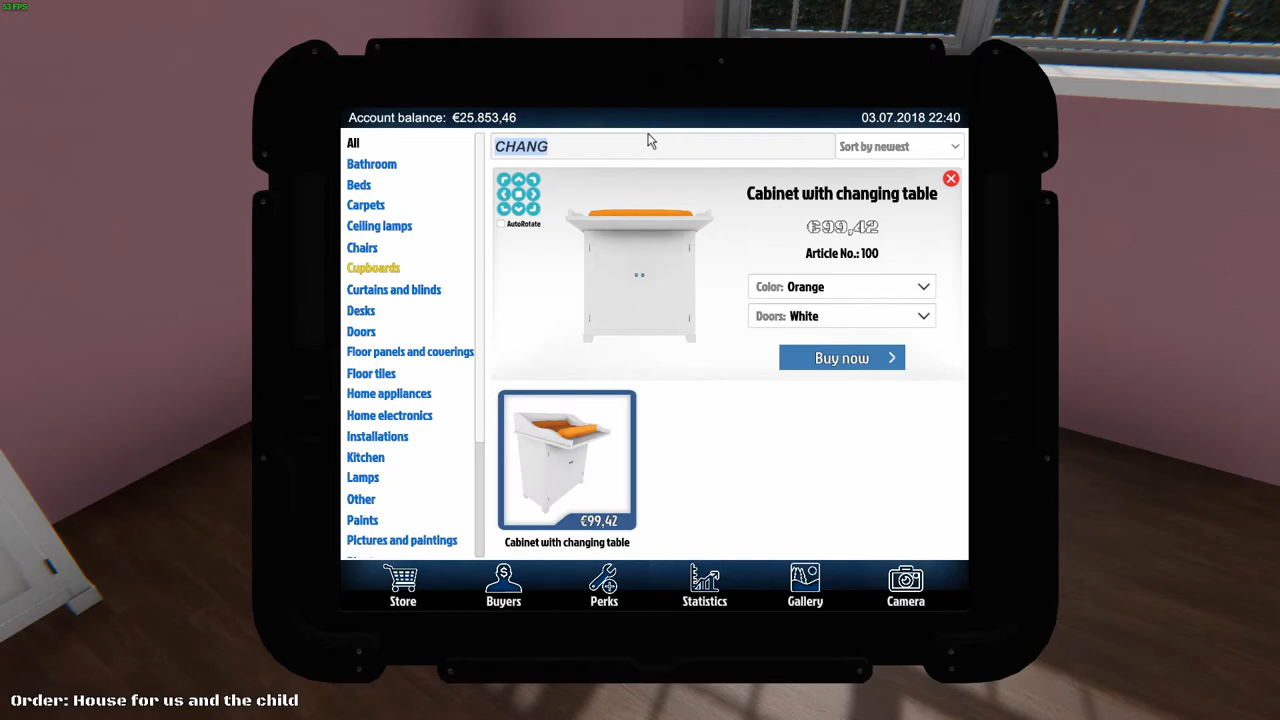 53 FPS
Account balance: €25.853,46
03.07.2018 22:40
All
Bathroom
Beds
Carpets
Ceiling lamps
Chairs
Cupboards
Curtains and blinds
Desks
Doors
Floor panels and coverings
Floor tiles
Home appliances
Home electronics
Installations
Kitchen
Lamps
Other
Paints
Pictures and paintings
CHANG
Sort by newest
AutoRotate
Cabinet with changing table
€99,42
Article No.: 100
Color: Orange
Doors: White
Buy now
€99,42
Cabinet with changing table
Store
Buyers
Perks
Statistics
Gallery
Camera
Order: House for us and the child